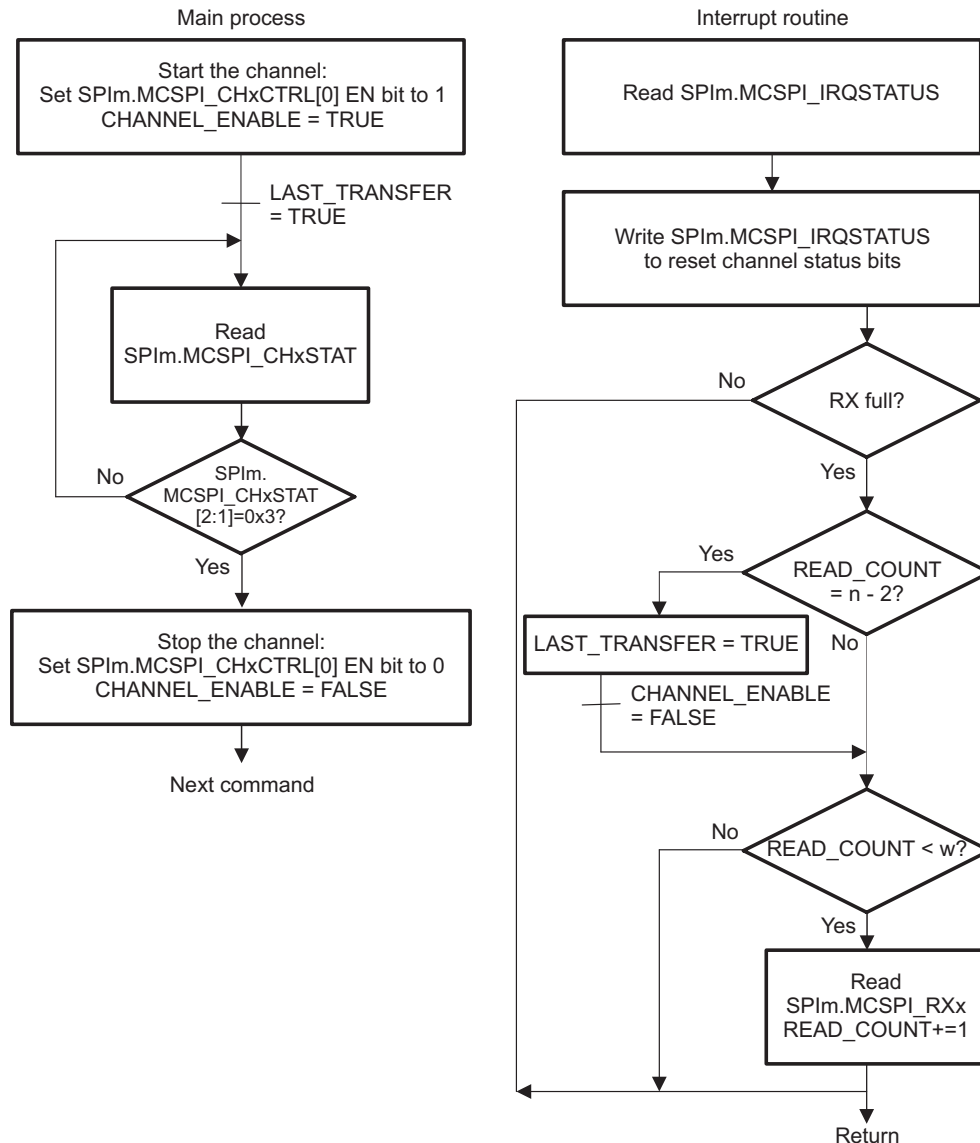 Main process
Start the channel:
Set SPIm.MCSPI_CHxCTRL[0] EN bit to 1
CHANNEL_ENABLE = TRUE
LAST_TRANSFER
= TRUE
Read
SPIm.MCSPI_CHxSTAT
SPIm.
MCSPI_CHxSTAT
[2:1]=0x3?
No
Yes
Stop the channel:
Set SPIm.MCSPI_CHxCTRL[0] EN bit to 0
CHANNEL_ENABLE = FALSE
Next command
Interrupt routine
Read SPIm.MCSPI_IRQSTATUS
Write SPIm.MCSPI_IRQSTATUS
to reset channel status bits
No
RX full?
Yes
Yes
READ_COUNT
= n - 2?
LAST_TRANSFER = TRUE
No
CHANNEL_ENABLE
= FALSE
No
READ_COUNT < w?
Yes
Read
SPIm.MCSPI_RXx
READ_COUNT+=1
Return